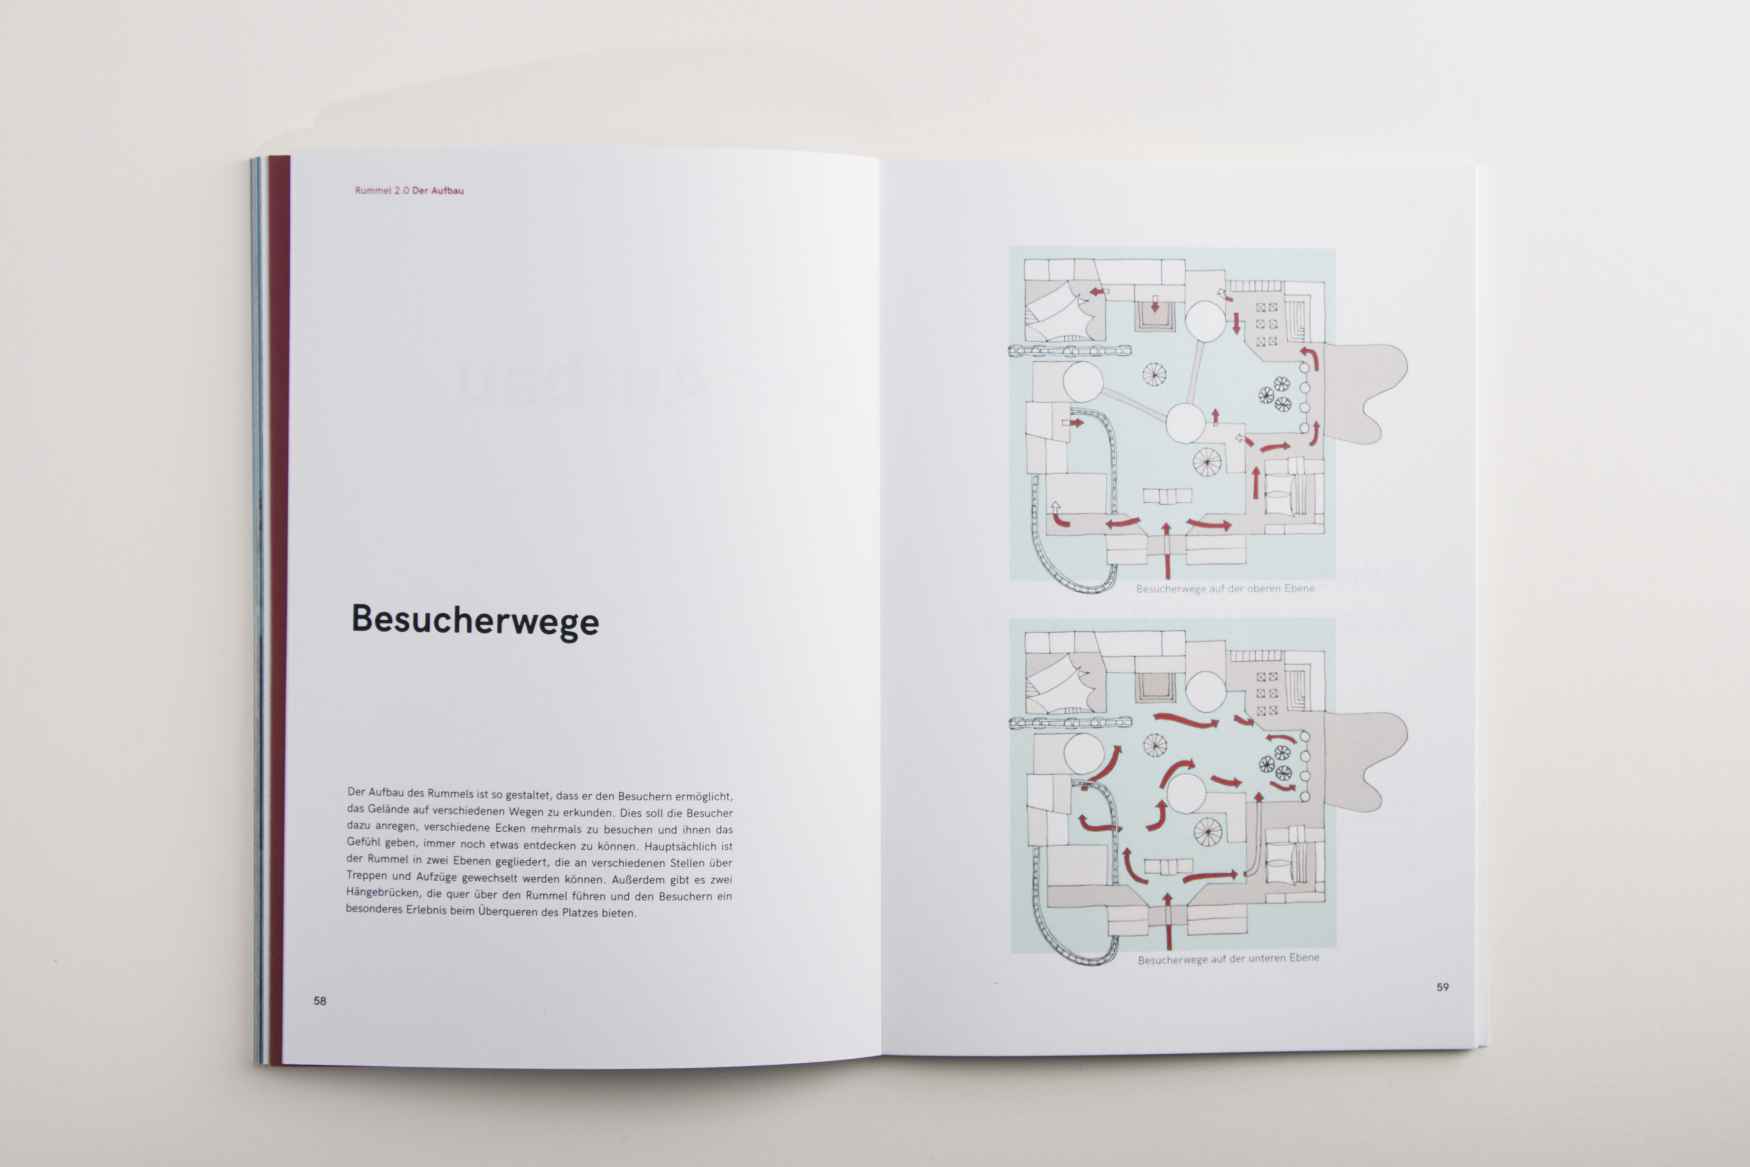 Rummel 2.0 Der Aufbau
Besucherwege
Der Aufbau des Rummels ist so gestaltet, dass er den Besuchern ermöglicht,
das Gelände auf verschiedenen Wegen zu erkunden. Dies soll die Besucher
dazu anregen, verschiedene Ecken mehrmals zu besuchen und ihnen das
Gefühl geben, immer noch etwas entdecken zu können. Hauptsächlich ist
der Rummel in zwei Ebenen gegliedert, die an verschiedenen Stellen über
Treppen und Aufzüge gewechselt werden können. Außerdem gibt es zwei
Hängebrücken, die quer über den Rummel führen und den Besuchern ein
besonderes Erlebnis beim Überqueren des Platzes bieten.
58
Besucherwege auf der oberen Ebene
Besucherwege auf der unteren Ebene
59